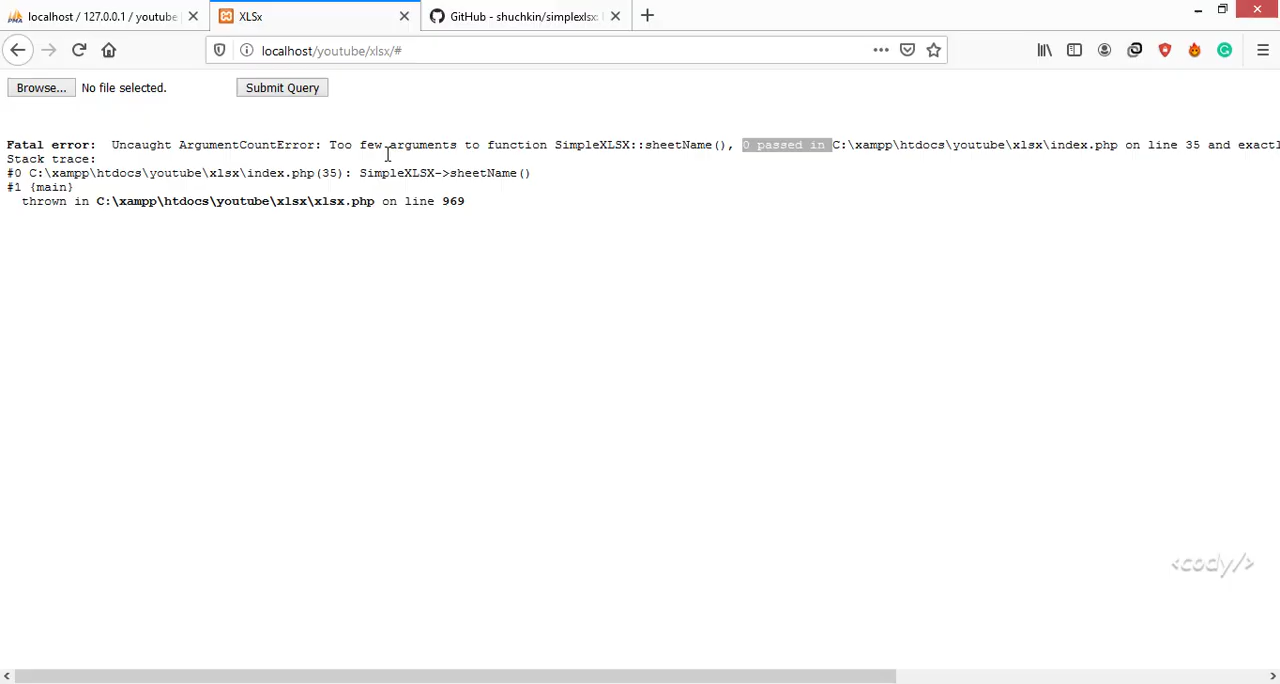 localhost / 127.0.0.1 / youtube
XLSx
GitHub - shuchkin/simplexlsx:
localhost/youtube/xlsx/#
Browse... No file selected. Submit Query
Fatal error: Uncaught ArgumentCountError: Too few arguments to function SimpleXLSX::sheetName(), 0 passed in C:\xampp\htdocs\youtube\xlsx\index.php on line 35 and exactl
Stack trace:
#0 C:\xampp\htdocs\youtube\xlsx\index.php(35): SimpleXLSX->sheetName()
#1 {main}
thrown in C:\xampp\htdocs\youtube\xlsx\xlsx.php on line 969
<cody/>